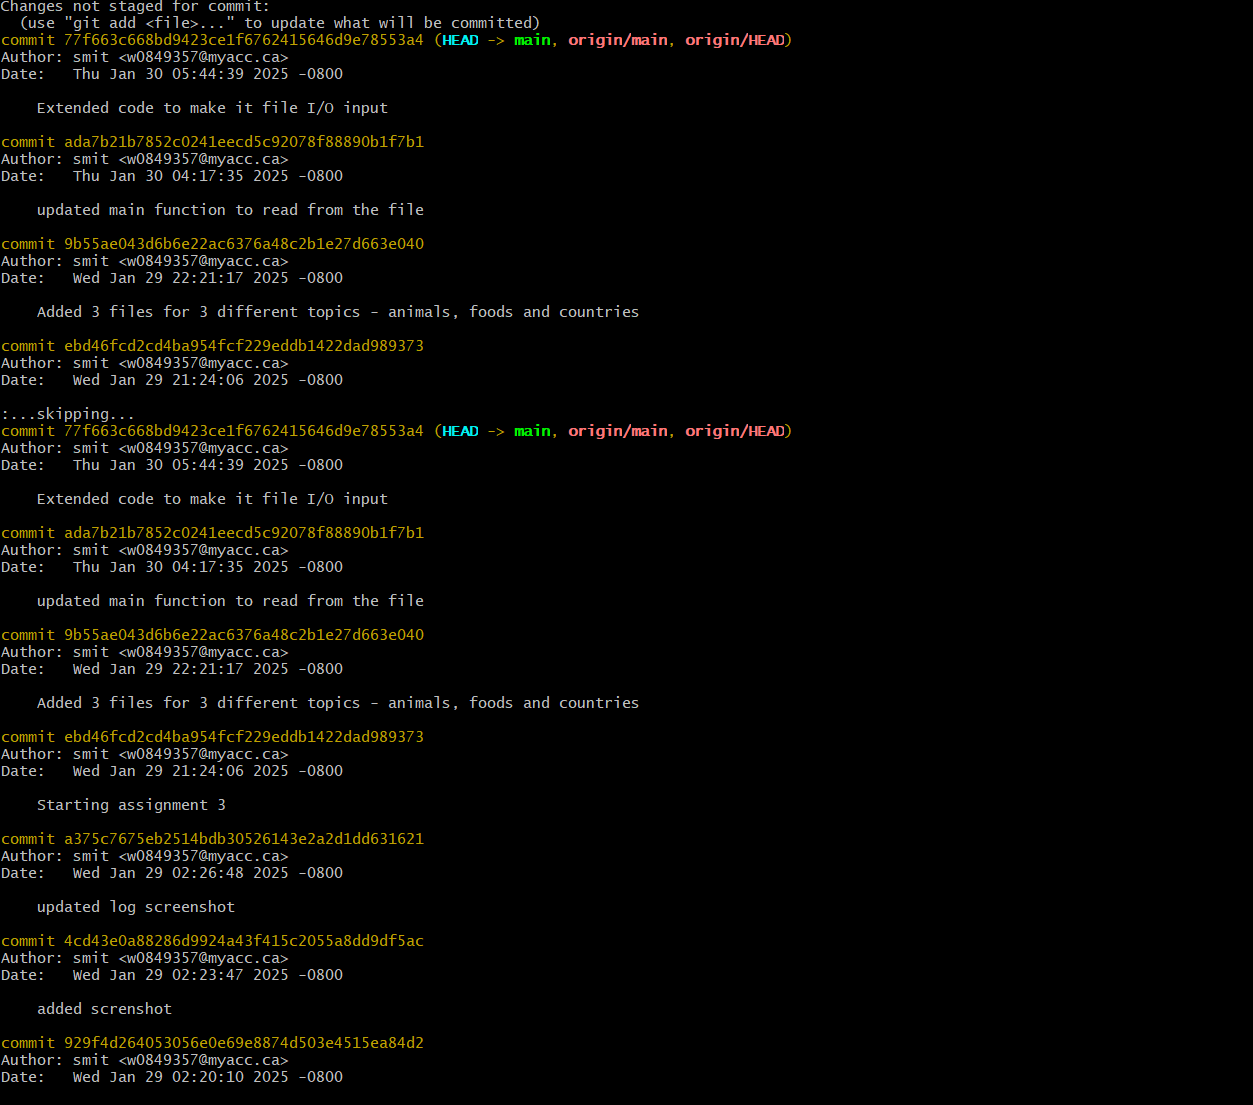 Changes not staged for commit:
  (use "git add <file>..." to update what will be committed)
commit 77f663c668bd9423ce1f6762415646d9e78553a4 (HEAD -> main, origin/main, origin/HEAD)
Author: smit <w0849357@myacc.ca>
Date:   Thu Jan 30 05:44:39 2025 -0800

    Extended code to make it file I/O input

commit ada7b21b7852c0241eecd5c92078f88890b1f7b1
Author: smit <w0849357@myacc.ca>
Date:   Thu Jan 30 04:17:35 2025 -0800

    updated main function to read from the file

commit 9b55ae043d6b6e22ac6376a48c2b1e27d663e040
Author: smit <w0849357@myacc.ca>
Date:   Wed Jan 29 22:21:17 2025 -0800

    Added 3 files for 3 different topics - animals, foods and countries

commit ebd46fcd2cd4ba954fcf229eddb1422dad989373
Author: smit <w0849357@myacc.ca>
Date:   Wed Jan 29 21:24:06 2025 -0800

:...skipping...
commit 77f663c668bd9423ce1f6762415646d9e78553a4 (HEAD -> main, origin/main, origin/HEAD)
Author: smit <w0849357@myacc.ca>
Date:   Thu Jan 30 05:44:39 2025 -0800

    Extended code to make it file I/O input

commit ada7b21b7852c0241eecd5c92078f88890b1f7b1
Author: smit <w0849357@myacc.ca>
Date:   Thu Jan 30 04:17:35 2025 -0800

    updated main function to read from the file

commit 9b55ae043d6b6e22ac6376a48c2b1e27d663e040
Author: smit <w0849357@myacc.ca>
Date:   Wed Jan 29 22:21:17 2025 -0800

    Added 3 files for 3 different topics - animals, foods and countries

commit ebd46fcd2cd4ba954fcf229eddb1422dad989373
Author: smit <w0849357@myacc.ca>
Date:   Wed Jan 29 21:24:06 2025 -0800

    Starting assignment 3

commit a375c7675eb2514bdb30526143e2a2d1dd631621
Author: smit <w0849357@myacc.ca>
Date:   Wed Jan 29 02:26:48 2025 -0800

    updated log screenshot

commit 4cd43e0a88286d9924a43f415c2055a8dd9df5ac
Author: smit <w0849357@myacc.ca>
Date:   Wed Jan 29 02:23:47 2025 -0800

    added screnshot

commit 929f4d264053056e0e69e8874d503e4515ea84d2
Author: smit <w0849357@myacc.ca>
Date:   Wed Jan 29 02:20:10 2025 -0800